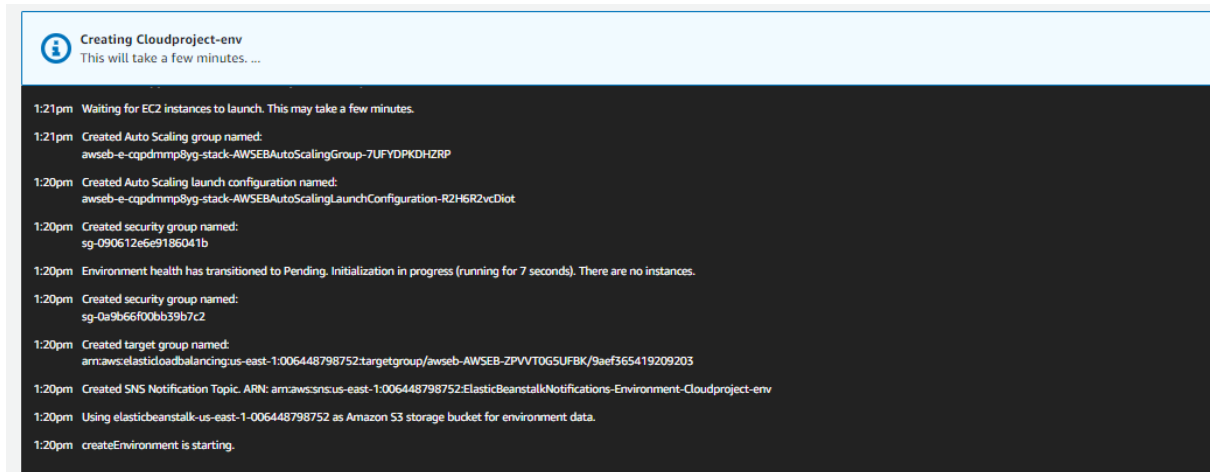 Creating Cloudproject-env
This will take a few minutes. ...
1:21pm Waiting for EC2 instances to launch. This may take a few minutes.
1:21pm Created Auto Scaling group named:
awseb-e-cqpdmmp8yg-stack-AWSEBAutoScalingGroup-7UFYDPKDHZRP
1:20pm Created Auto Scaling launch configuration named:
awseb-e-cqpdmmp8yg-stack-AWSEBAutoScalingLaunchConfiguration-R2H6R2vcDiot
1:20pm Created security group named:
sg-090612e6e9186041b
1:20pm Environment health has transitioned to Pending. Initialization in progress (running for 7 seconds). There are no instances.
1:20pm Created security group named:
sg-0a9b66f00bb39b7c2
1:20pm Created target group named:
arn:aws:elasticloadbalancing:us-east-1:006448798752:targetgroup/awseb-AWSEB-ZPVVT0G5UFBK/9aef365419209203
1:20pm Created SNS Notification Topic. ARN: arn:aws:sns:us-east-1:006448798752:ElasticBeanstalkNotifications-Environment-Cloudproject-env
1:20pm Using elasticbeanstalk-us-east-1-006448798752 as Amazon S3 storage bucket for environment data.
1:20pm createEnvironment is starting.